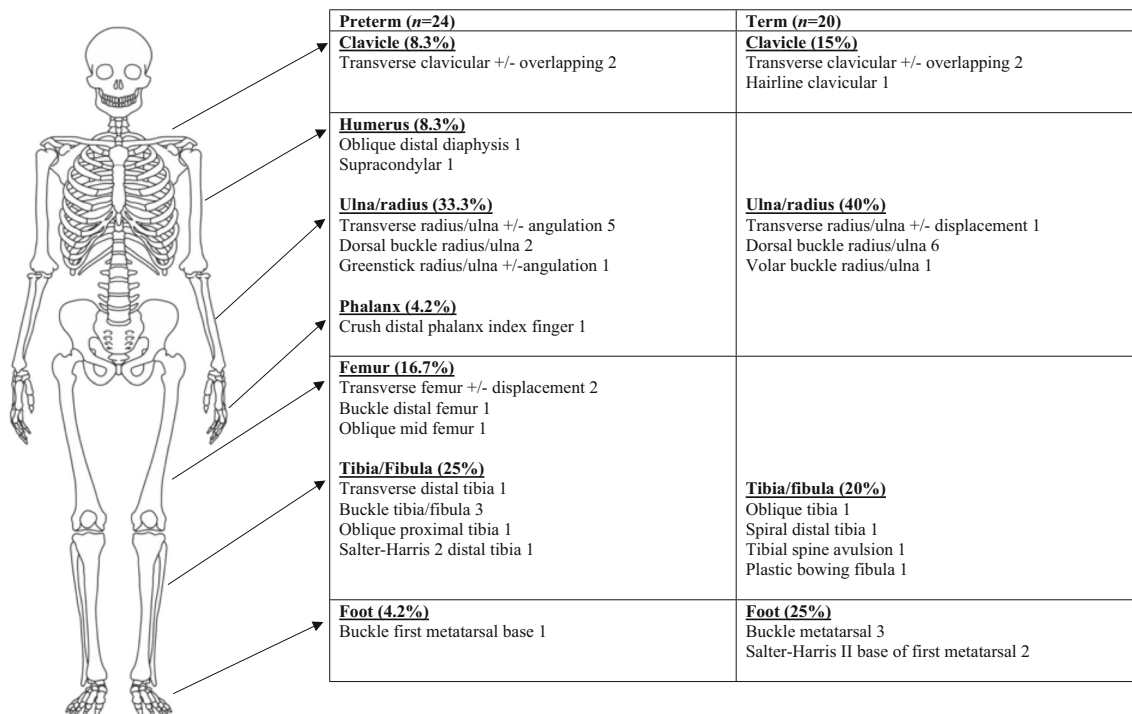 Preterm (n=24)
Term (n=20)
Clavicle (8.3%)
Transverse clavicular +/- overlapping 2
Clavicle (15%)
Transverse clavicular +/- overlapping 2
Hairline clavicular 1
Humerus (8.3%)
Oblique distal diaphysis 1
Supracondylar 1
Ulna/radius (33.3%)
Transverse radius/ulna +/- angulation 5
Dorsal buckle radius/ulna 2
Greenstick radius/ulna +/-angulation 1
Phalanx (4.2%)
Crush distal phalanx index finger 1
Ulna/radius (40%)
Transverse radius/ulna +/- displacement 1
Dorsal buckle radius/ulna 6
Volar buckle radius/ulna 1
Femur (16.7%)
Transverse femur +/- displacement 2
Buckle distal femur 1
Oblique mid femur 1
Tibia/Fibula (25%)
Transverse distal tibia 1
Buckle tibia/fibula 3
Oblique proximal tibia 1
Salter-Harris 2 distal tibia 1
Tibia/fibula (20%)
Oblique tibia 1
Spiral distal tibia 1
Tibial spine avulsion 1
Plastic bowing fibula 1
Foot (4.2%)
Buckle first metatarsal base 1
Foot (25%)
Buckle metatarsal 3
Salter-Harris II base of first metatarsal 2